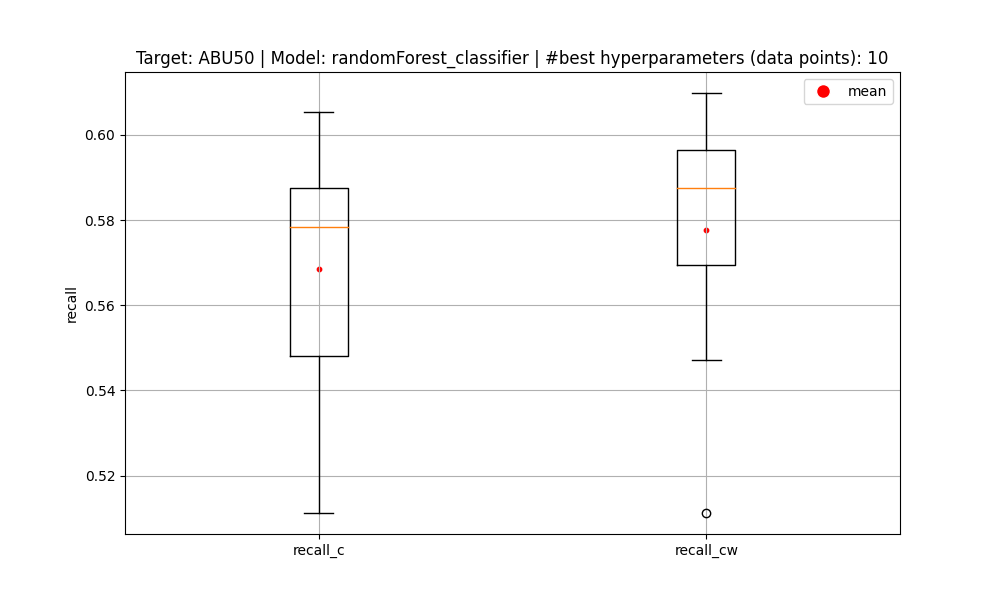 Target: ABU50 | Model: randomForest_classifier | #best hyperparameters (data points): 10
mean
0.60
0.58
0.56
0.54
0.52
recall
recall_c
recall_cw